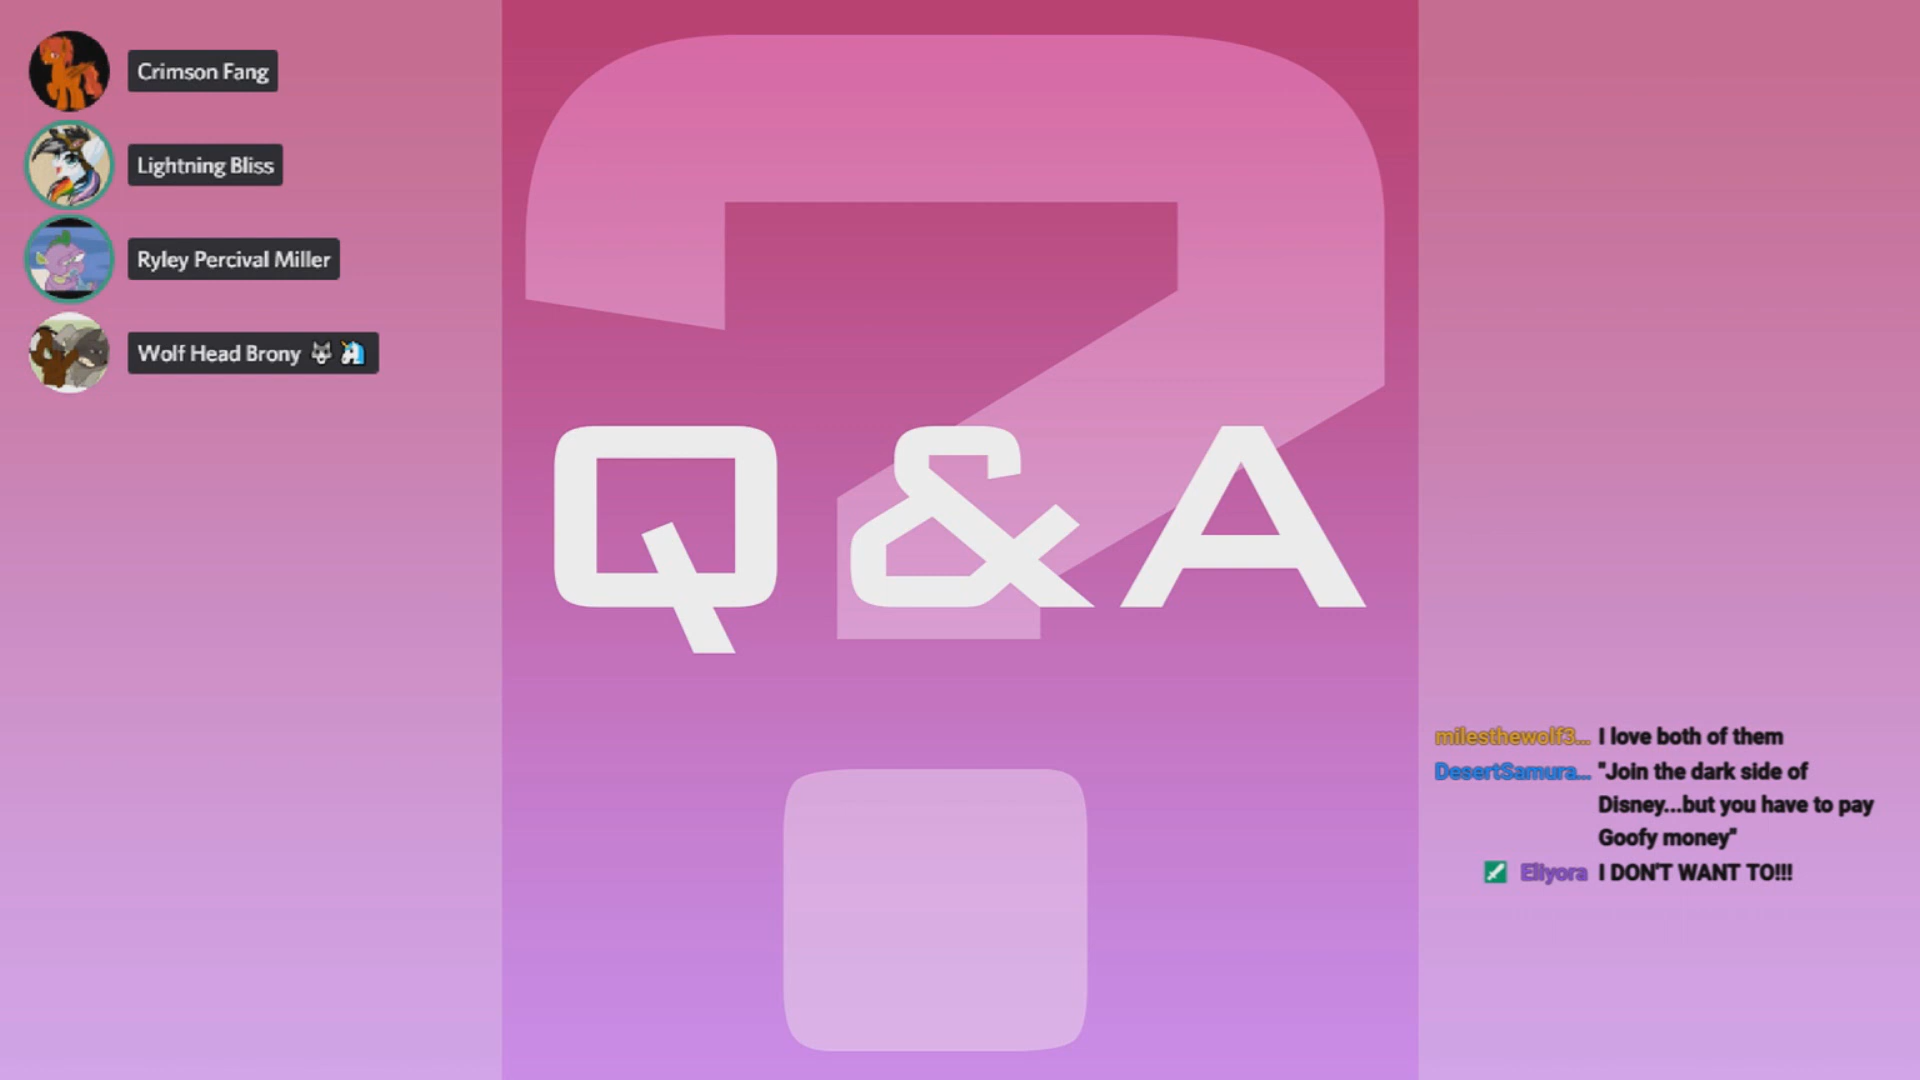 Crimson Fang
Lightning Bliss
Ryley Percival Miller
Wolf Head Brony 🐺 🦄
Q & A
milesthewolf3... I love both of them
DesertSamura... "Join the dark side of
Disney...but you have to pay
Goofy money"
Eliyora I DON'T WANT TO!!!